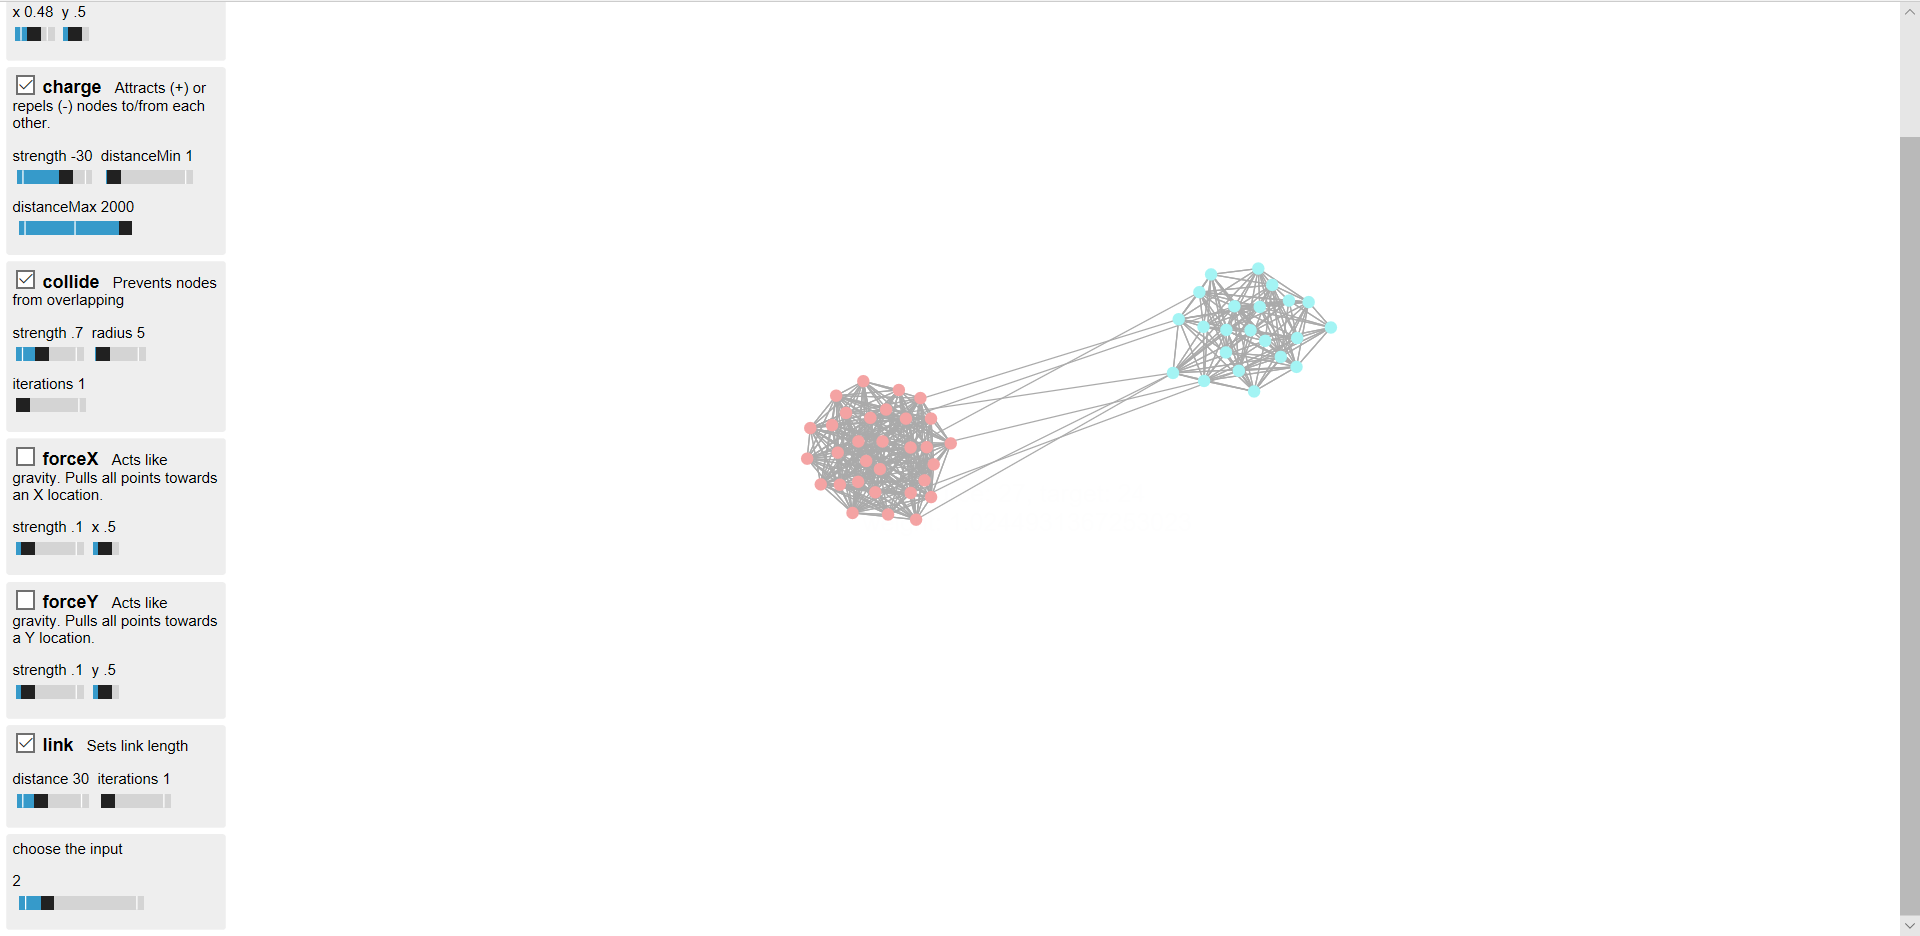 x 0.48 y .5
charge Attracts (+) or
repels (-) nodes to/from each
other.
strength -30 distanceMin 1
distanceMax 2000
collide Prevents nodes
from overlapping
strength .7 radius 5
iterations 1
forceX Acts like
gravity. Pulls all points towards
an X location.
strength .1 x .5
forceY Acts like
gravity. Pulls all points towards
a Y location.
strength .1 y .5
link Sets link length
distance 30 iterations 1
choose the input
2